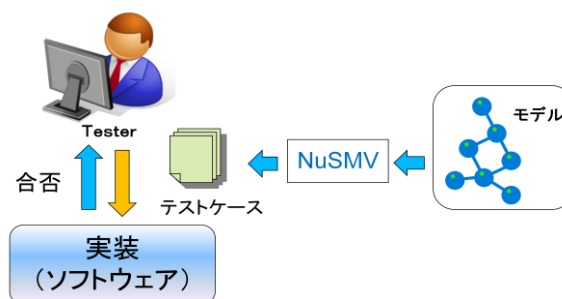 モデル
NuSMV
Tester
合否
テストケース
実装
（ソフトウェア）